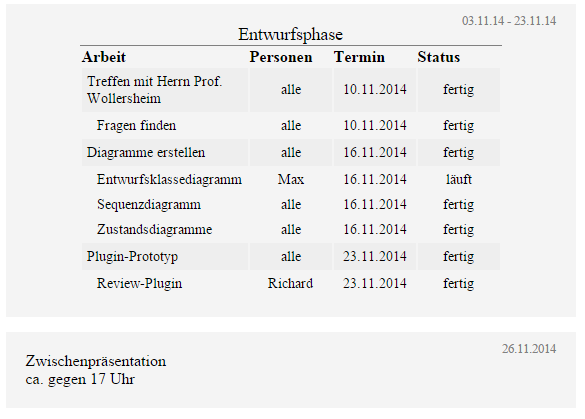 03.11.14 - 23.11.14
Entwurfsphase
Arbeit Personen Termin Status
Treffen mit Herrn Prof.
Wollersheim alle 10.11.2014 fertig
Fragen finden alle 10.11.2014 fertig
Diagramme erstellen alle 16.11.2014 fertig
Entwurfsklassediagramm Max 16.11.2014 läuft
Sequenzdiagramm alle 16.11.2014 fertig
Zustandsdiagramme alle 16.11.2014 fertig
Plugin-Prototyp alle 23.11.2014 fertig
Review-Plugin Richard 23.11.2014 fertig
26.11.2014
Zwischenpräsentation
ca. gegen 17 Uhr